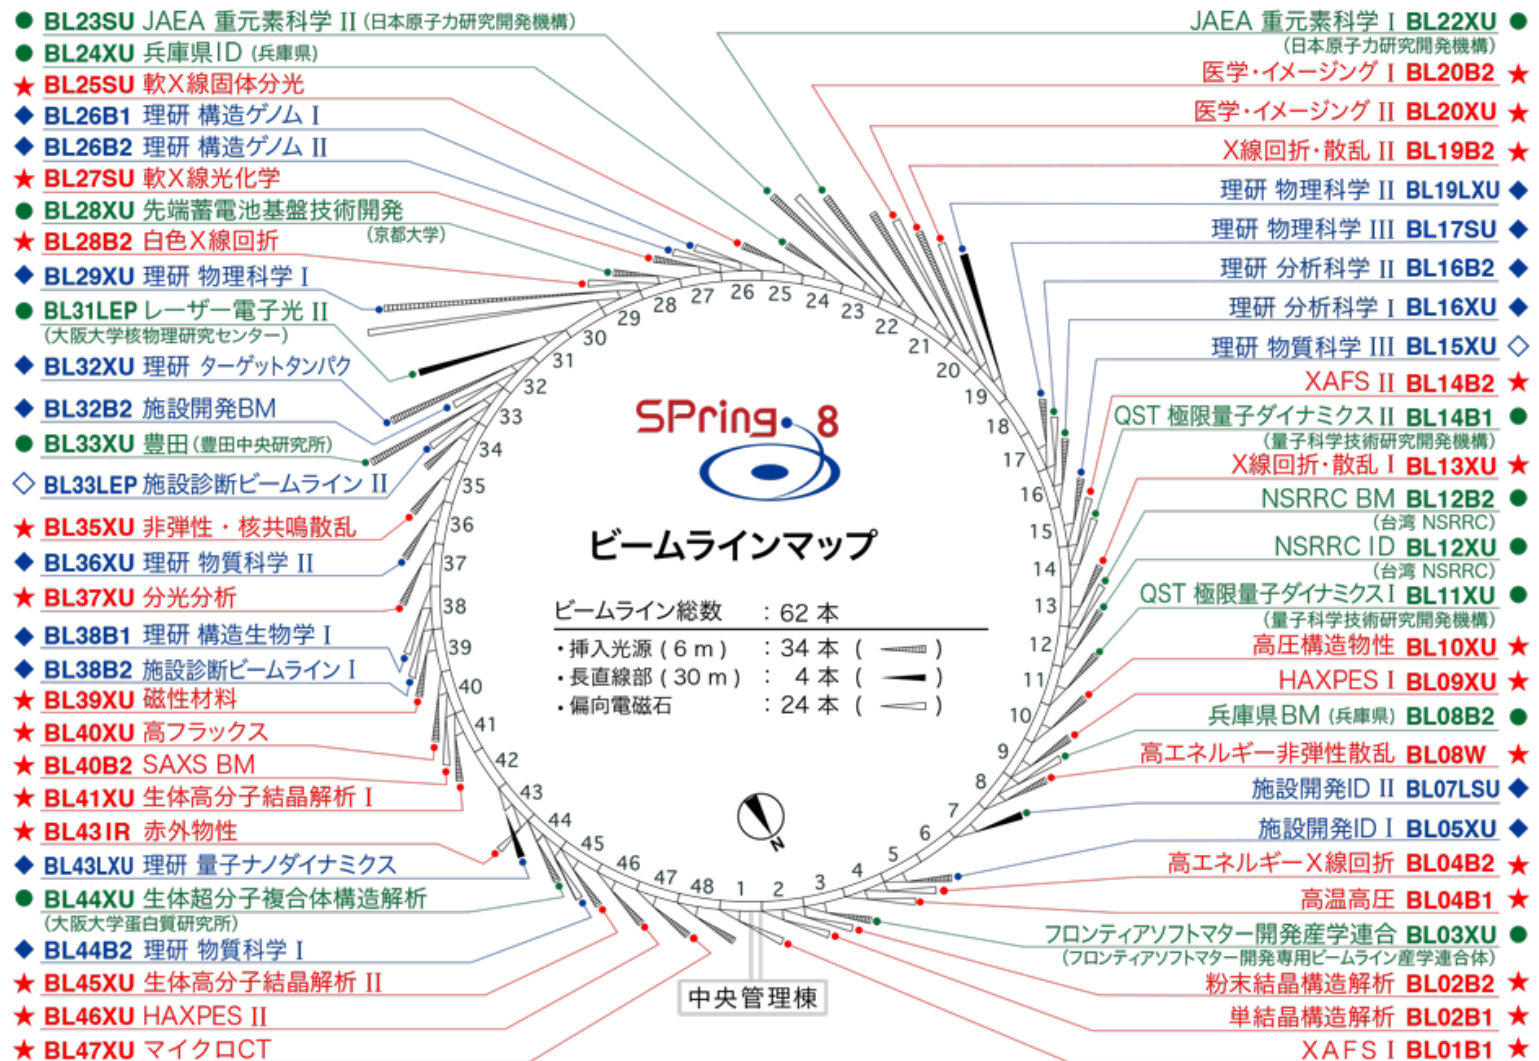 BL23SU JAEA 重元素科学 II (日本原子力研究開発機構)
BL24XU 兵庫県ID (兵庫県)
BL25SU 軟X線固体分光
BL26B1 理研 構造ゲノム I
BL26B2 理研 構造ゲノム II
BL27SU 軟X線光化学
BL28XU 先端蓄電池基盤技術開発
(京都大学)
BL28B2 白色X線回折
BL29XU 理研 物理科学 I
BL31LEP レーザー電子光 II
(大阪大学核物理研究センター)
BL32XU 理研 ターゲットタンパク
BL32B2 施設開発BM
BL33XU 豊田 (豊田中央研究所)
BL33LEP 施設診断ビームライン II
BL35XU 非弾性・核共鳴散乱
BL36XU 理研 物質科学 II
BL37XU 分光分析
BL38B1 理研 構造生物学 I
BL38B2 施設診断ビームライン I
BL39XU 磁性材料
BL40XU 高フラックス
BL40B2 SAXS BM
BL41XU 生体高分子結晶解析 I
BL43IR 赤外物性
BL43LXU 理研 量子ナノダイナミクス
BL44XU 生体超分子複合体構造解析
(大阪大学蛋白質研究所)
BL44B2 理研 物質科学 I
BL45XU 生体高分子結晶解析 II
BL46XU HAXPES II
BL47XU マイクロCT
JAEA 重元素科学 I BL22XU
(日本原子力研究開発機構)
医学・イメージング I BL20B2
医学・イメージング II BL20XU
X線回折・散乱 II BL19B2
理研 物理科学 II BL19LXU
理研 物理科学 III BL17SU
理研 分析科学 II BL16B2
理研 分析科学 I BL16XU
理研 物質科学 III BL15XU
XAFS II BL14B2
QST 極限量子ダイナミクス II BL14B1
(量子科学技術研究開発機構)
X線回折・散乱 I BL13XU
NSRRC BM BL12B2
(台湾 NSRRC)
NSRRC ID BL12XU
(台湾 NSRRC)
QST 極限量子ダイナミクス I BL11XU
(量子科学技術研究開発機構)
高圧構造物性 BL10XU
HAXPES I BL09XU
兵庫県BM (兵庫県) BL08B2
高エネルギー非弾性散乱 BL08W
施設開発ID II BL07LSU
施設開発ID I BL05XU
高エネルギーX線回折 BL04B2
高温高圧 BL04B1
フロンティアソフトマター開発産学連合 BL03XU
(フロンティアソフトマター開発専用ビームライン産学連合体)
粉末結晶構造解析 BL02B2
単結晶構造解析 BL02B1
XAFS I BL01B1
SPring-8
ビームラインマップ
ビームライン総数 : 62 本
・挿入光源 ( 6 m ) : 34 本 ( )
・長直線部 ( 30 m ) : 4 本 ( )
・偏向電磁石 : 24 本 ( )
N
中央管理棟
1
2
3
4
5
6
7
8
9
10
11
12
13
14
15
16
17
18
19
20
21
22
23
24
25
26
27
28
29
30
31
32
33
34
35
36
37
38
39
40
41
42
43
44
45
46
47
48